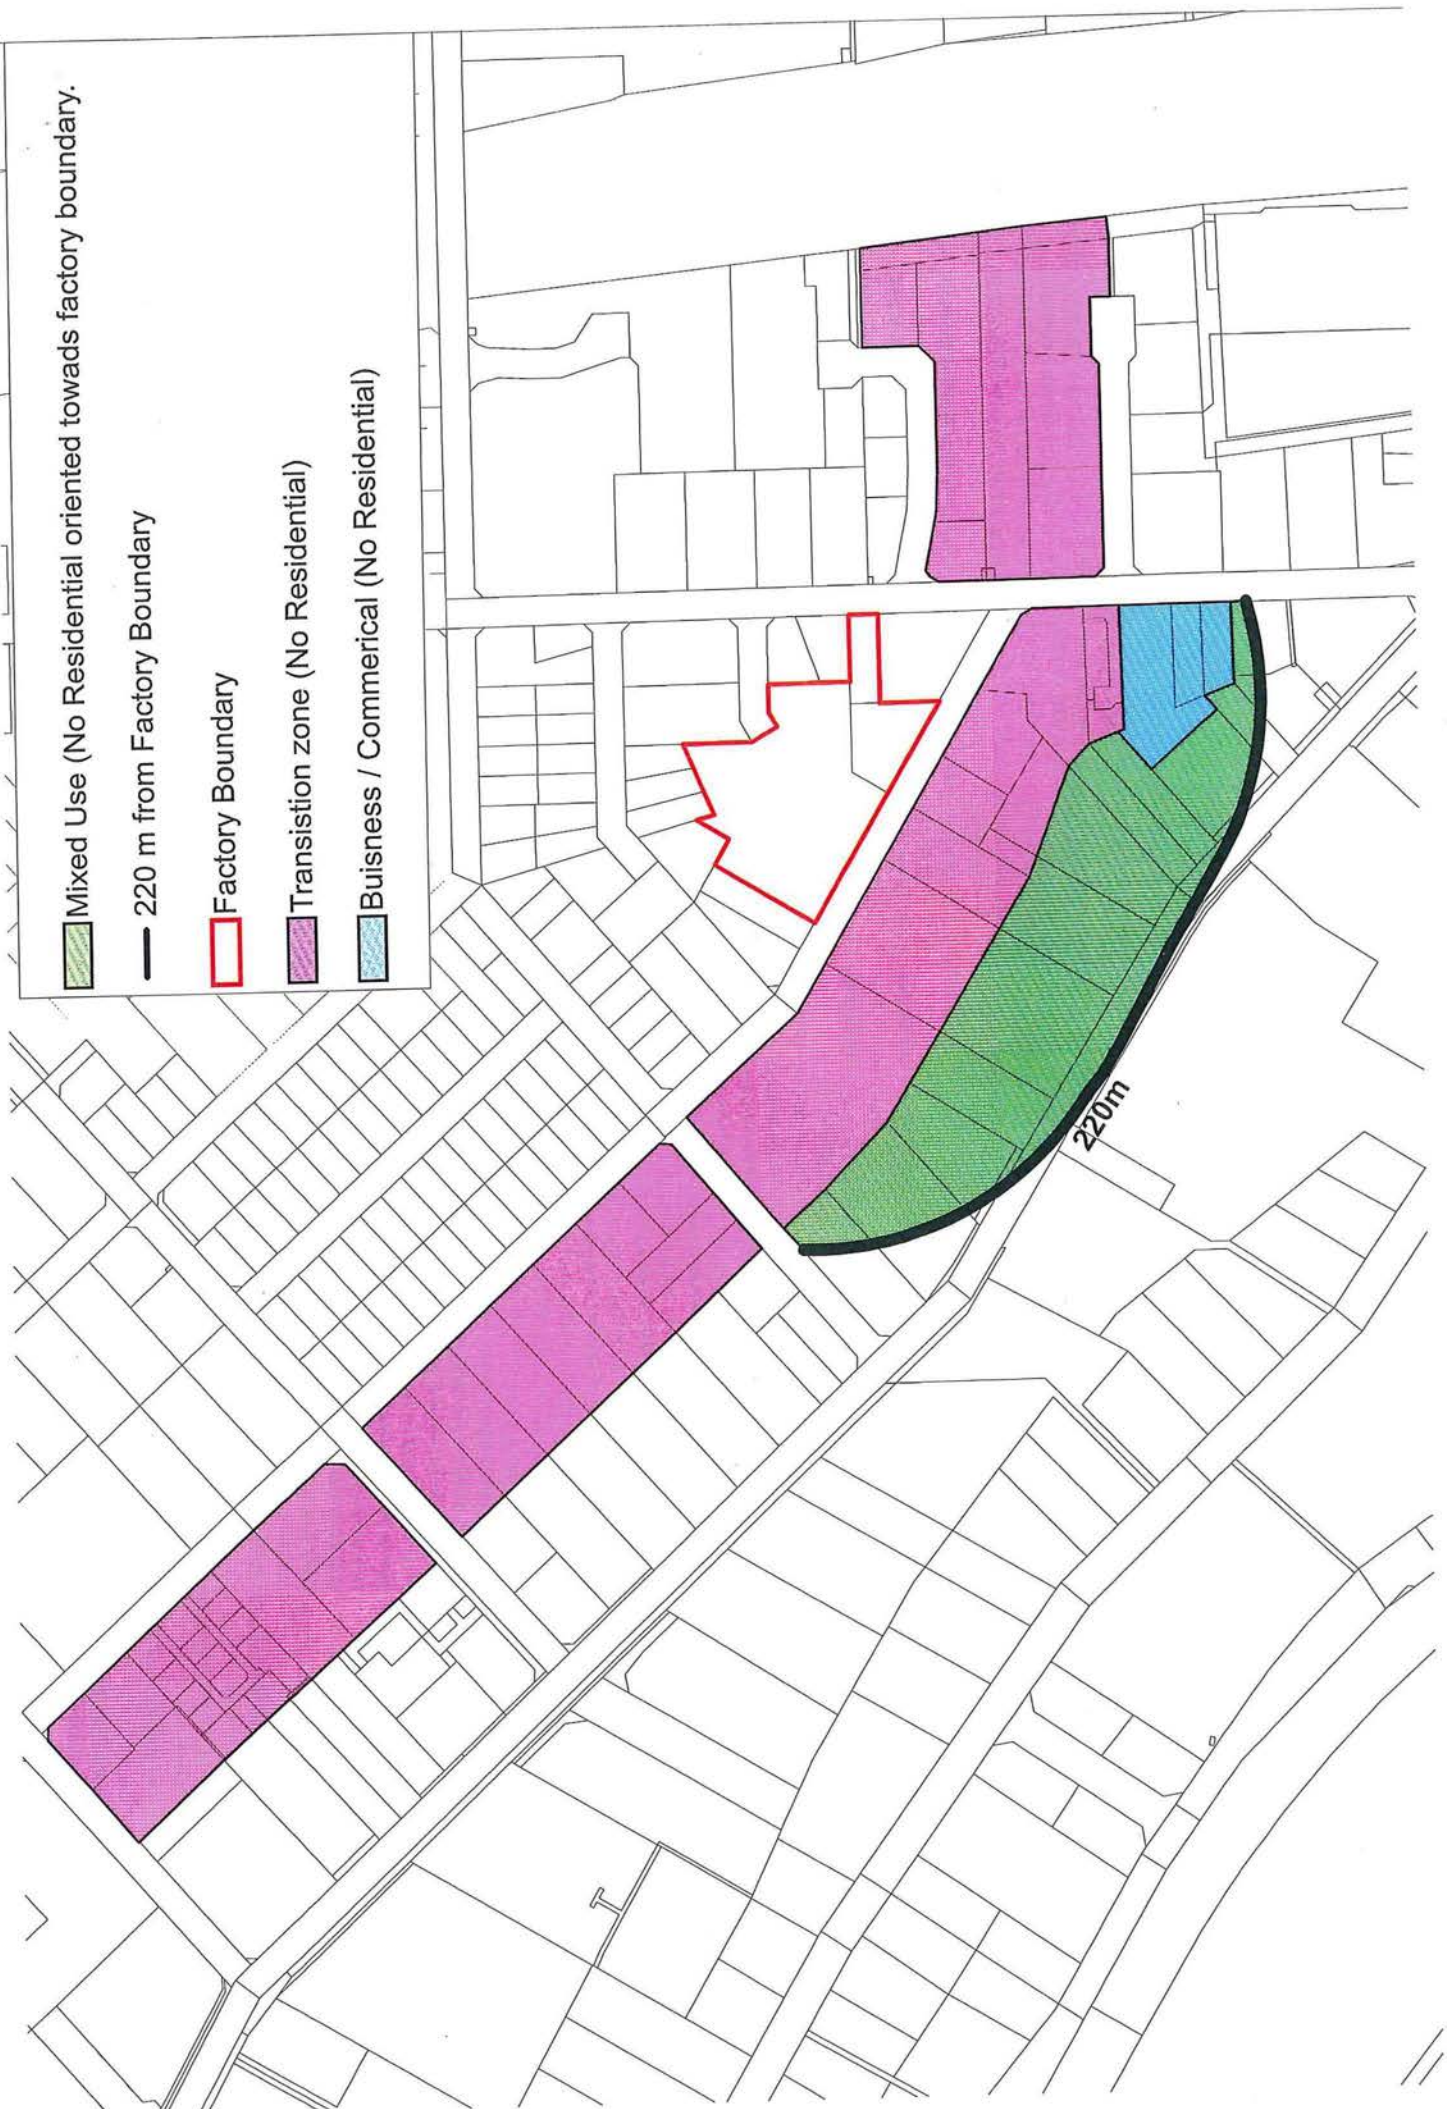 Mixed Use (No Residential oriented towads factory boundary.
220 m from Factory Boundary
Factory Boundary
Transistion zone (No Residential)
Buisness / Commerical (No Residential)
220m